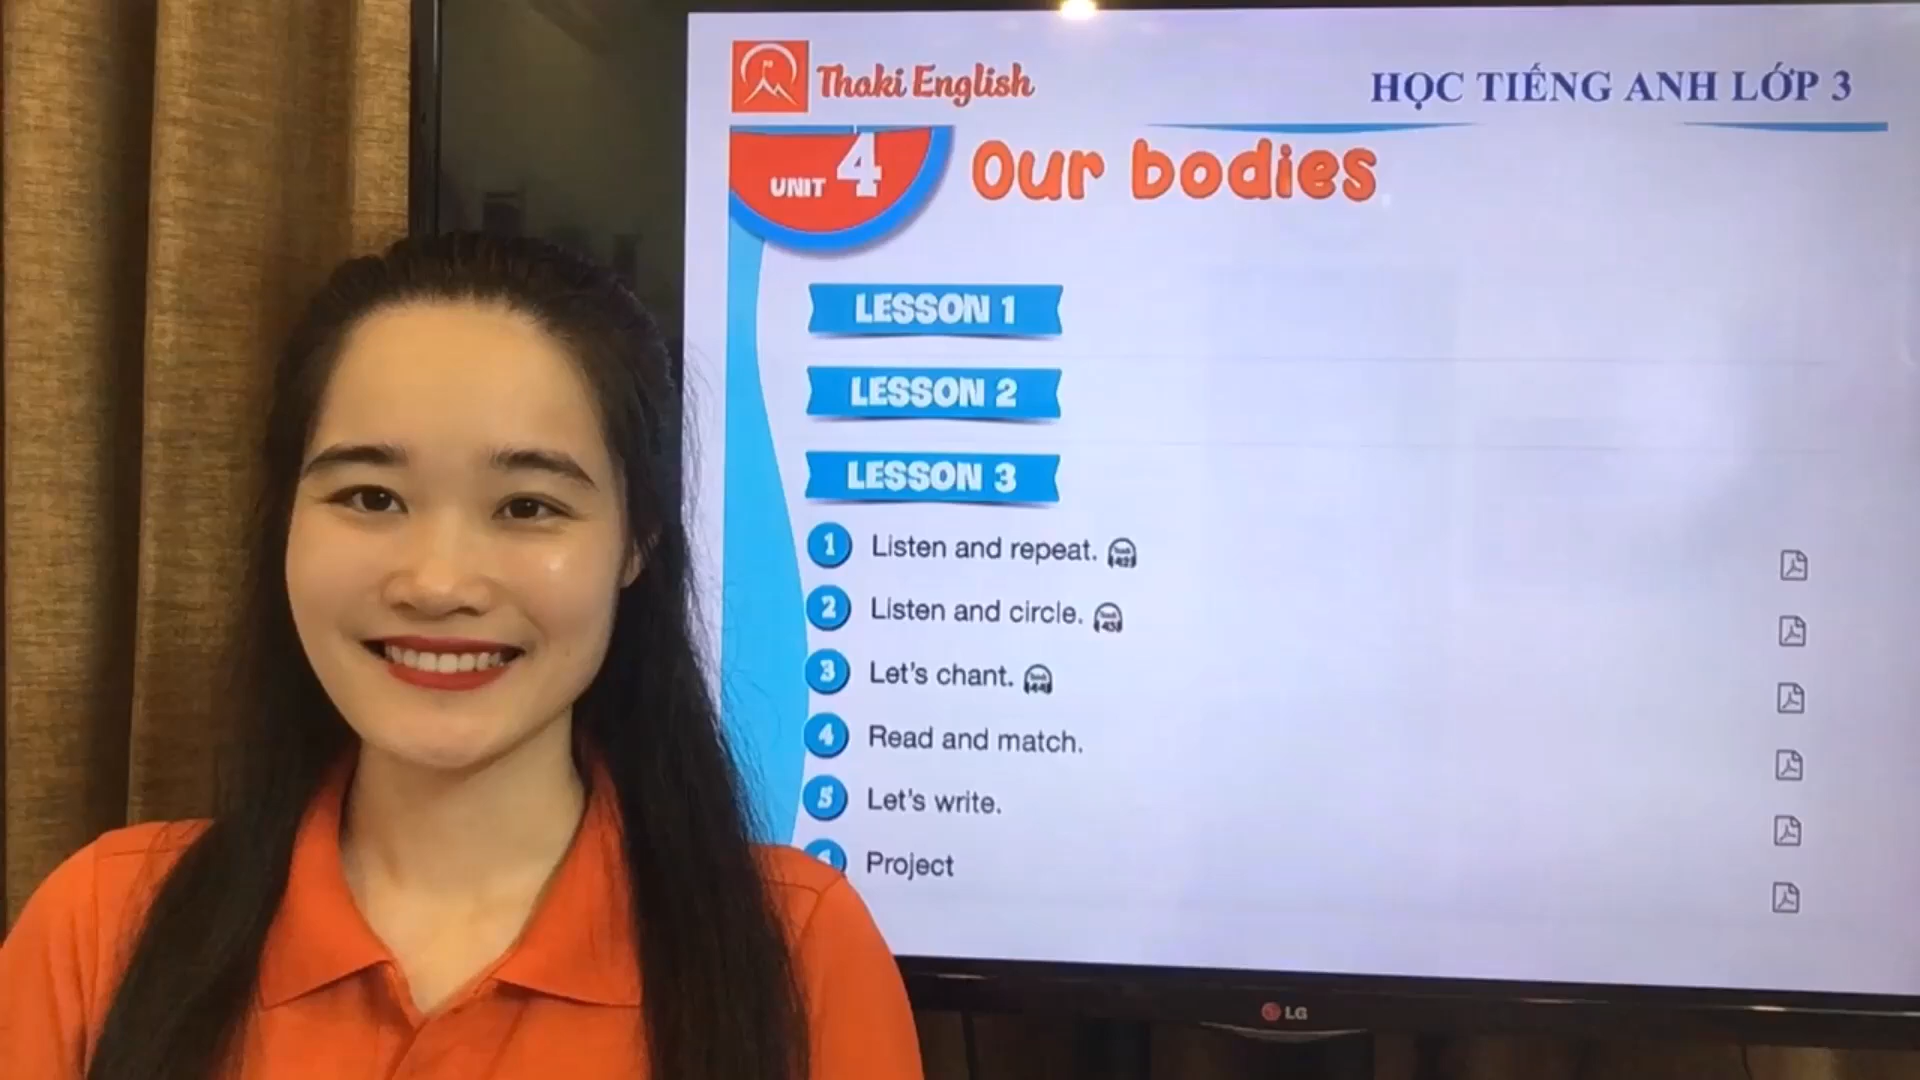 Thaki English
HỌC TIẾNG ANH LỚP 3
UNIT 4
Our bodies
LESSON 1
LESSON 2
LESSON 3
1 Listen and repeat.
2 Listen and circle.
3 Let's chant.
4 Read and match.
5 Let's write.
Project
LG